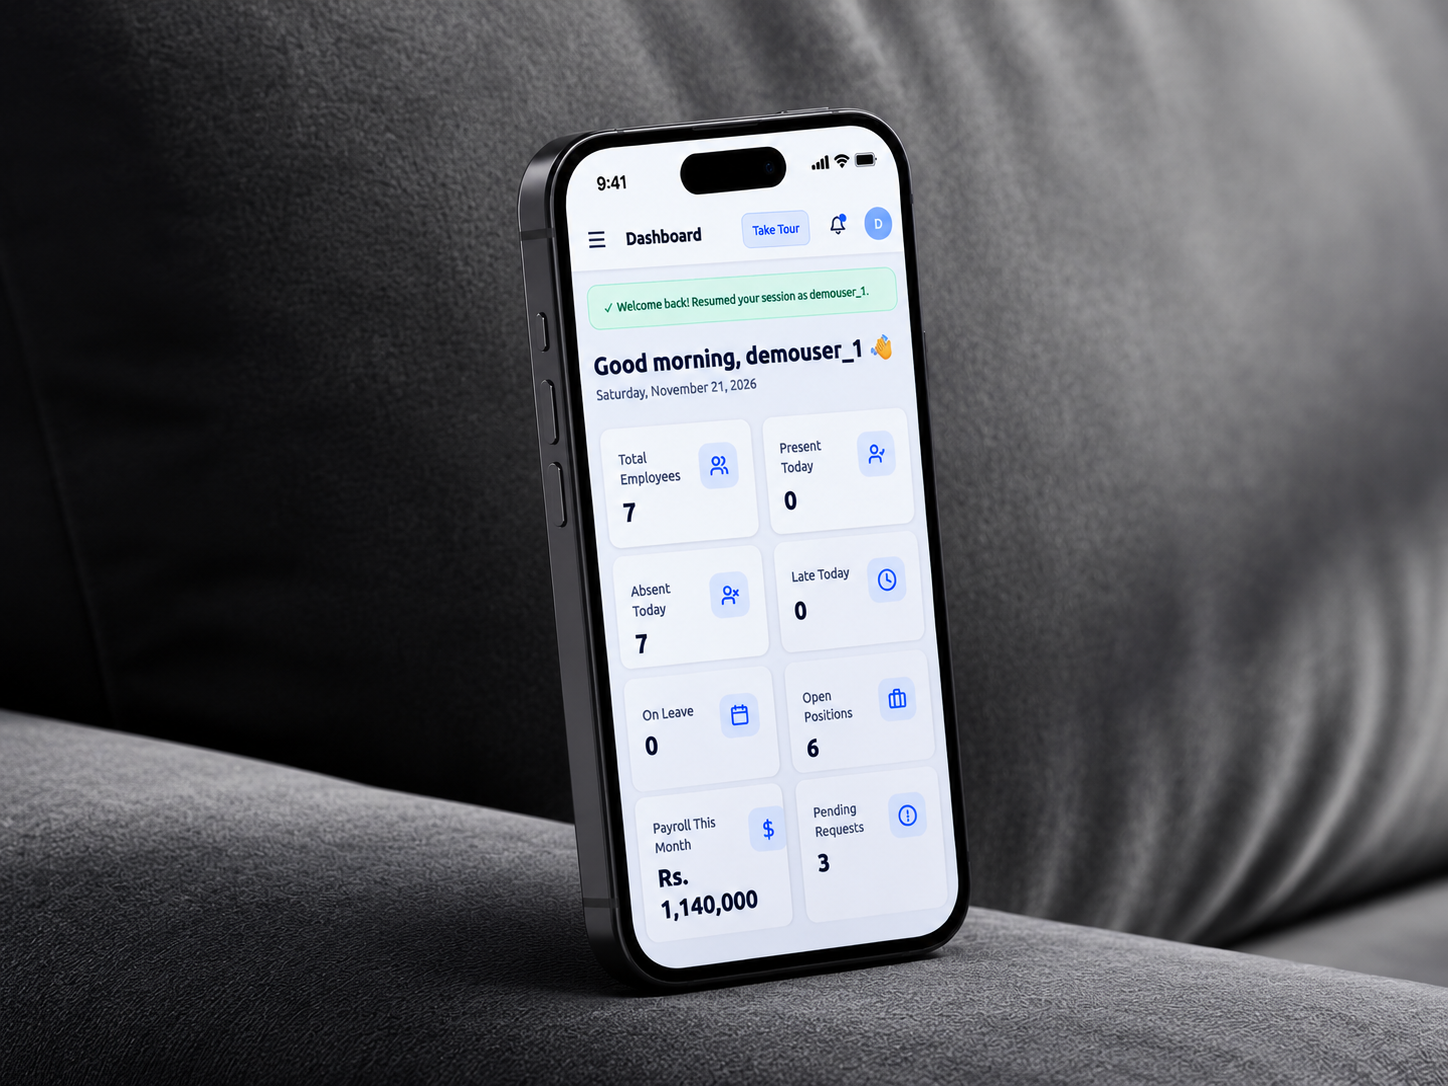 9:41
Dashboard
Take Tour
D
✓ Welcome back! Resumed your session as demouser_1.
Good morning, demouser_1 👋
Saturday, November 21, 2026
Total
Employees
7
Present
Today
0
Absent
Today
7
Late Today
0
On Leave
0
Open
Positions
6
Payroll This
Month
$
Rs.
1,140,000
Pending
Requests
3